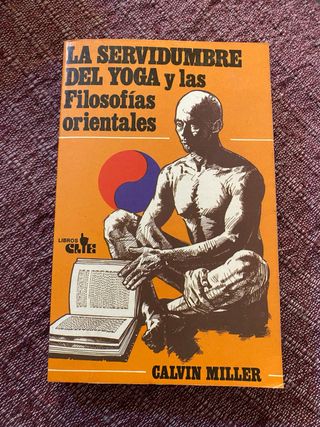 LA SERVIDUMBRE
DEL YOGA y las
Filosofías
orientales
LIBROS
CLIE
CALVIN MILLER